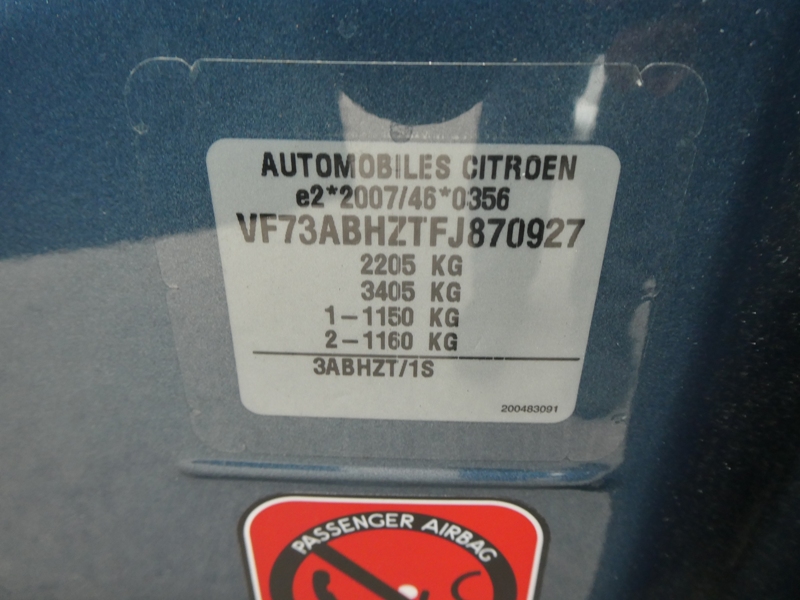 AUTOMOBILES CITROEN
e2*2007/46*0356
VF73ABHZTFJ870927
2205 KG
3405 KG
1-1150 KG
2-1160 KG
3ABHZT/1S
200483091
PASSENGER AIRBAG